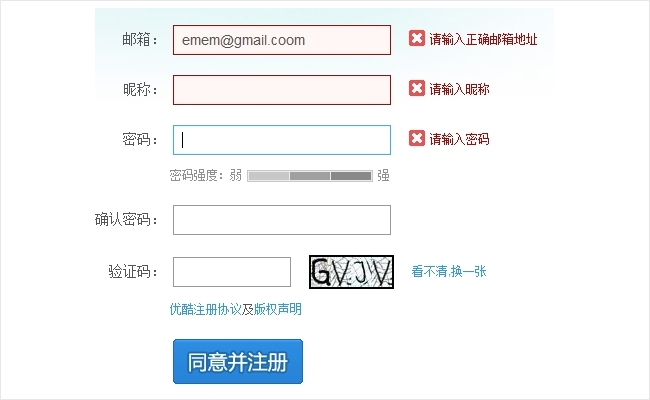 邮箱： emem@gmail.coom 请输入正确邮箱地址
昵称： 请输入昵称
密码： 请输入密码
密码强度：弱 强
确认密码：
验证码： GVJV 看不清,换一张
优酷注册协议及版权声明
同意并注册